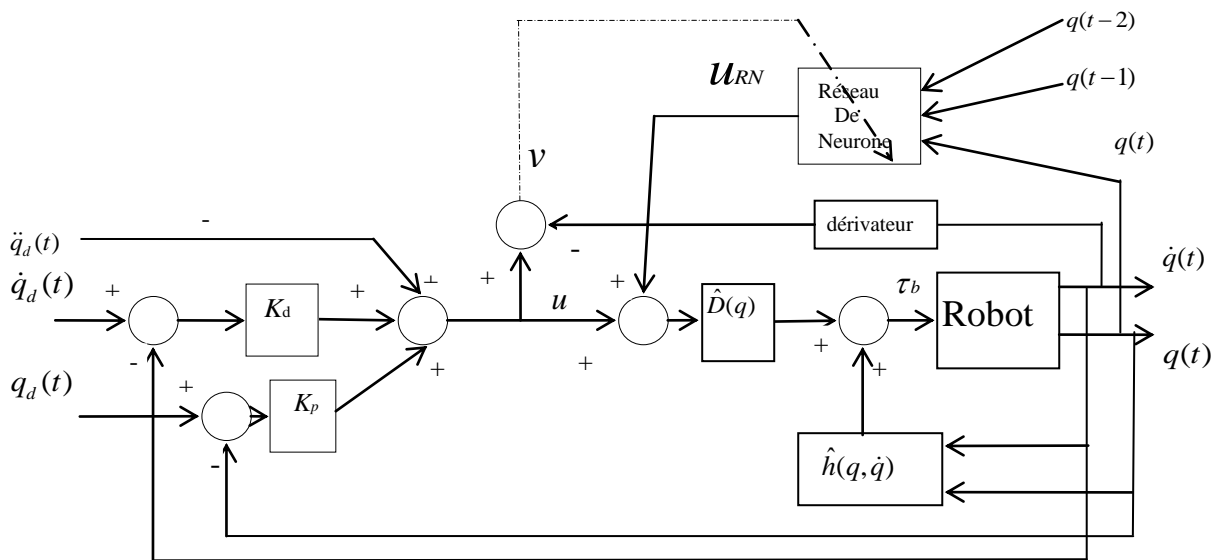 q(t−2)
u_RN
Réseau
De
Neurone
q(t−1)
q(t)
v
-
dérivateur
q̈_d(t)
-
q̇(t)
q̇_d(t)
+
+
+
+
+
u
D̂(q)
τ_b
K_d
Robot
-
+
+
+
q(t)
q_d(t)
+
K_p
+
-
ĥ(q, q̇)